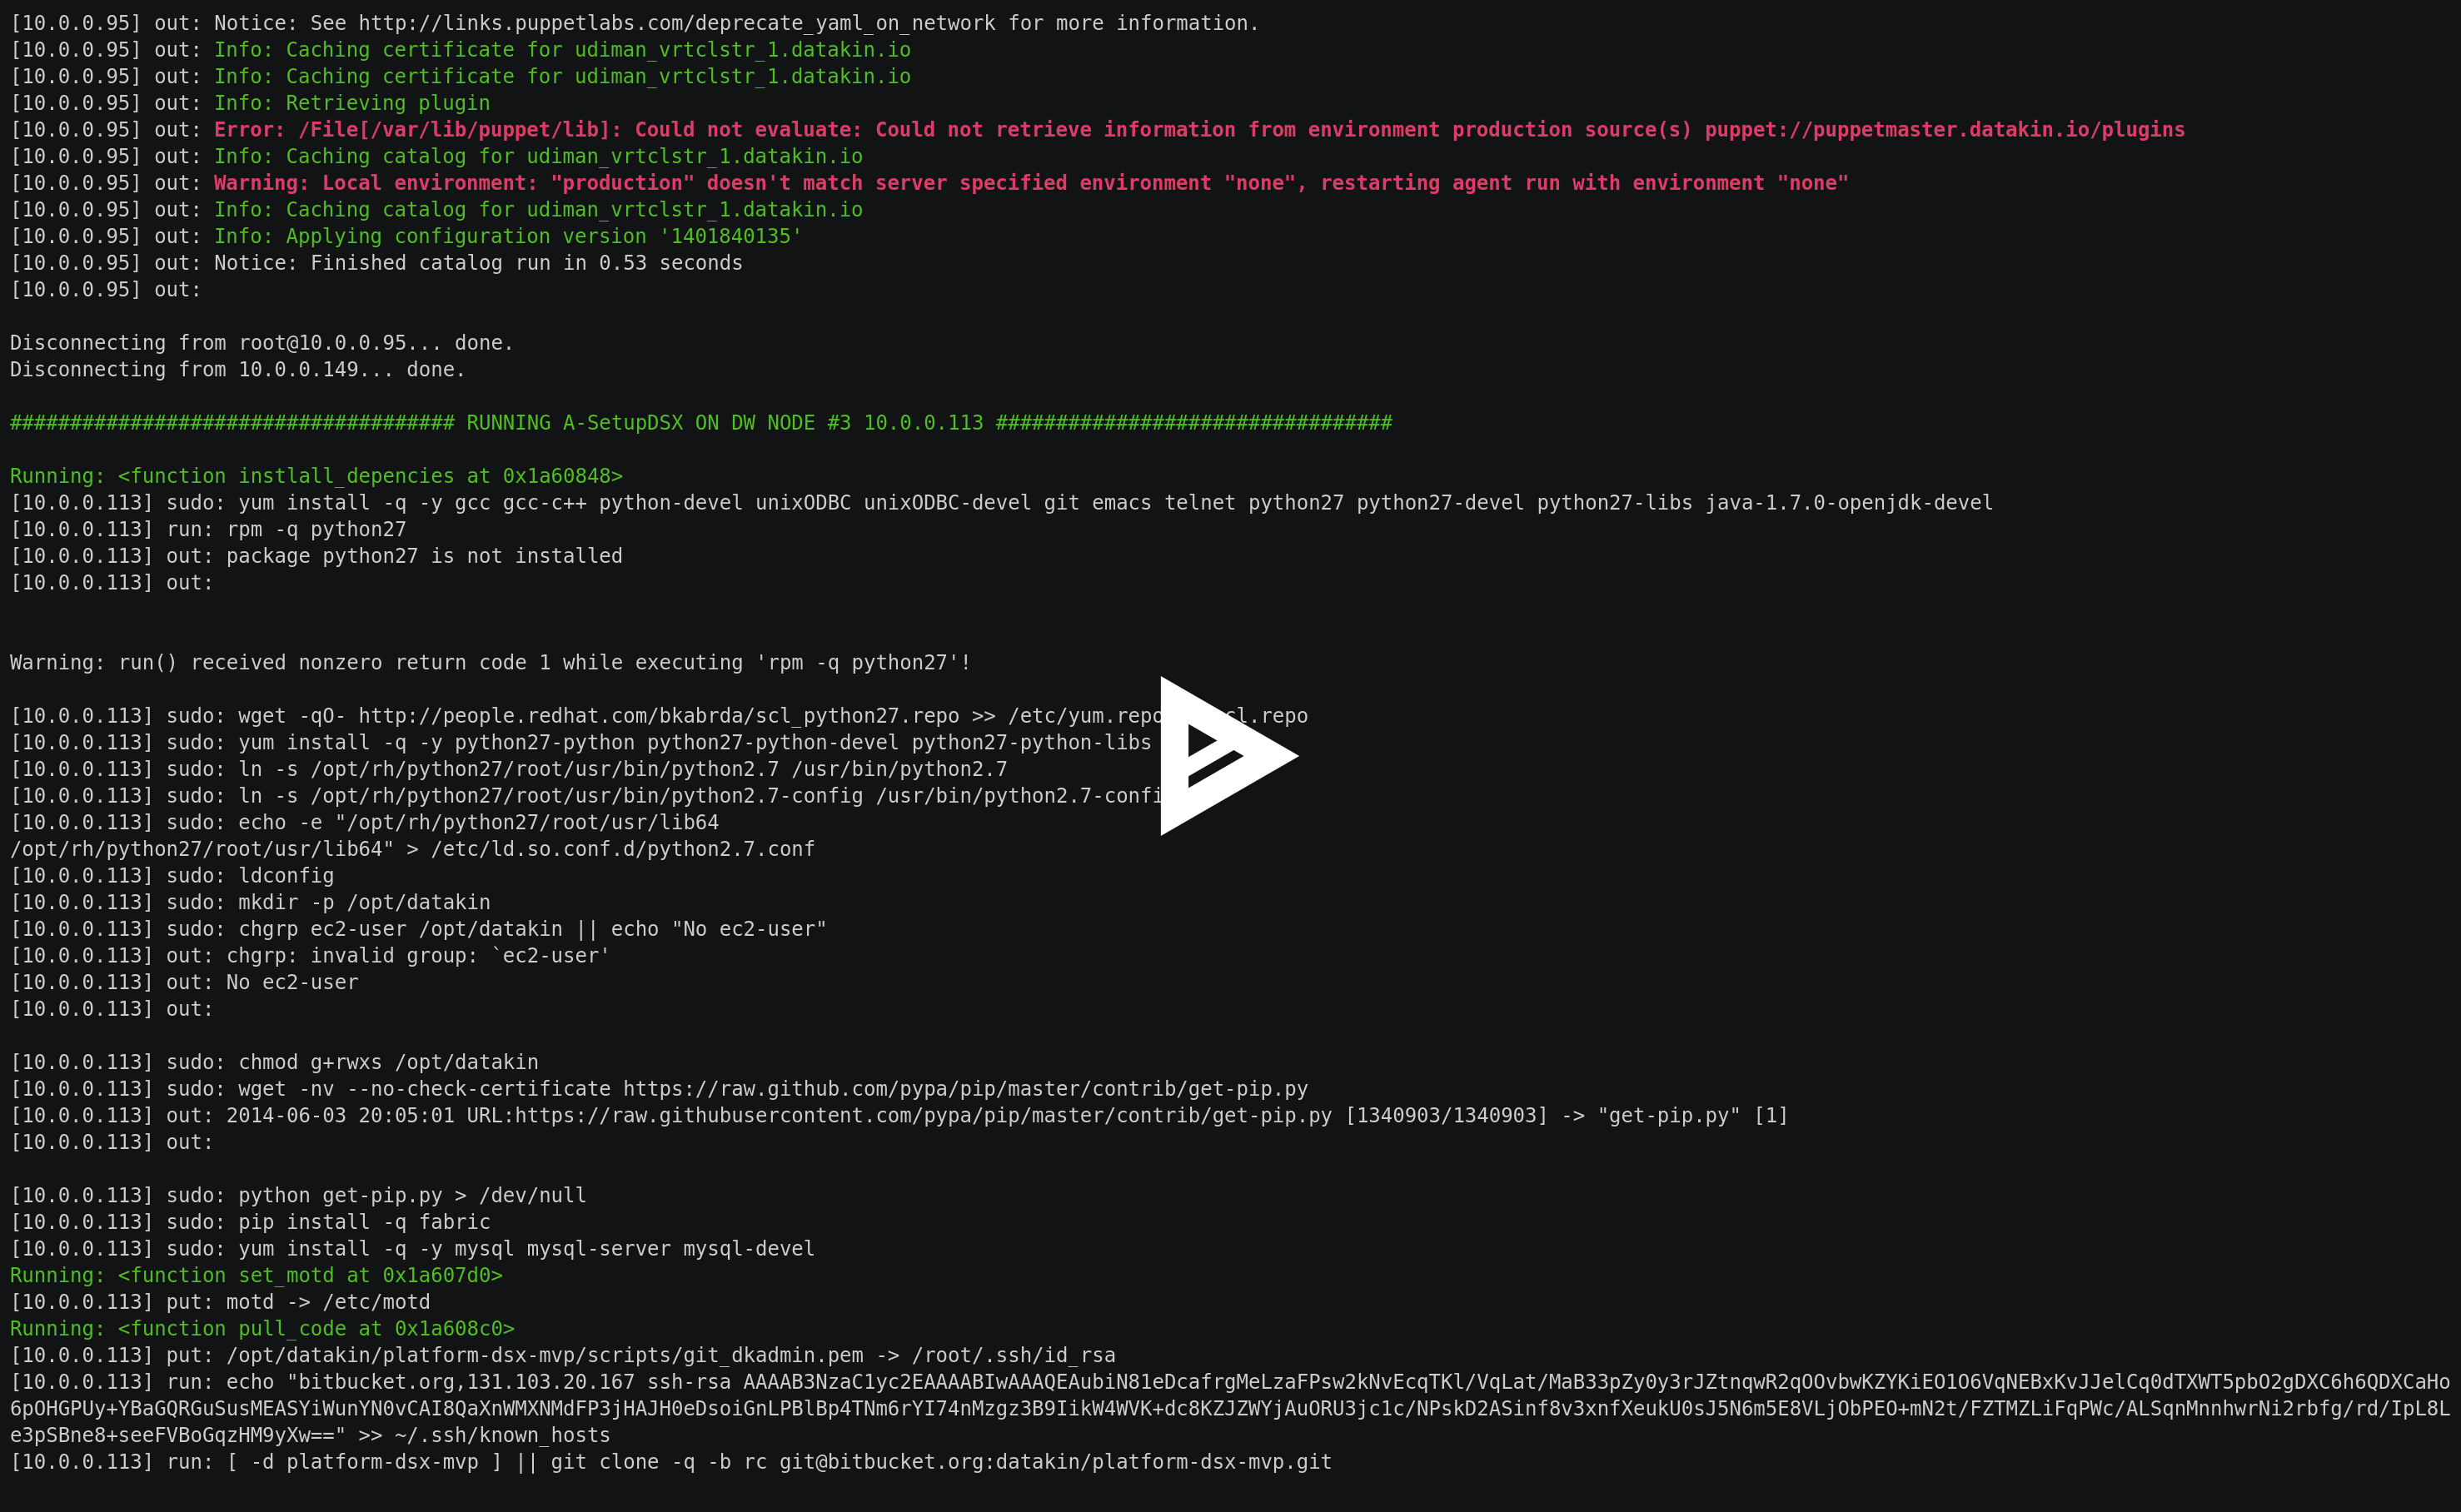 [10.0.0.95] out: Notice: See http://links.puppetlabs.com/deprecate_yaml_on_network for more information.
[10.0.0.95] out: Info: Caching certificate for udiman_vrtclstr_1.datakin.io
[10.0.0.95] out: Info: Caching certificate for udiman_vrtclstr_1.datakin.io
[10.0.0.95] out: Info: Retrieving plugin
[10.0.0.95] out: Error: /File[/var/lib/puppet/lib]: Could not evaluate: Could not retrieve information from environment production source(s) puppet://puppetmaster.datakin.io/plugins
[10.0.0.95] out: Info: Caching catalog for udiman_vrtclstr_1.datakin.io
[10.0.0.95] out: Warning: Local environment: "production" doesn't match server specified environment "none", restarting agent run with environment "none"
[10.0.0.95] out: Info: Caching catalog for udiman_vrtclstr_1.datakin.io
[10.0.0.95] out: Info: Applying configuration version '1401840135'
[10.0.0.95] out: Notice: Finished catalog run in 0.53 seconds
[10.0.0.95] out:
Disconnecting from root@10.0.0.95... done.
Disconnecting from 10.0.0.149... done.
##################################### RUNNING A-SetupDSX ON DW NODE #3 10.0.0.113 #################################
Running: <function instlall_depencies at 0x1a60848>
[10.0.0.113] sudo: yum install -q -y gcc gcc-c++ python-devel unixODBC unixODBC-devel git emacs telnet python27 python27-devel python27-libs java-1.7.0-openjdk-devel
[10.0.0.113] run: rpm -q python27
[10.0.0.113] out: package python27 is not installed
[10.0.0.113] out:
Warning: run() received nonzero return code 1 while executing 'rpm -q python27'!
[10.0.0.113] sudo: wget -qO- http://people.redhat.com/bkabrda/scl_python27.repo >> .repo
[10.0.0.113] sudo: yum install -q -y python27-python python27-python-devel python27-python-libs
[10.0.0.113] sudo: ln -s /opt/rh/python27/root/usr/bin/python2.7 /usr/bin/python2.7
[10.0.0.113] sudo: ln -s /opt/rh/python27/root/usr/bin/python2.7-config /usr/bin/python2.7-confi
[10.0.0.113] sudo: echo -e "/opt/rh/python27/root/usr/lib64
/opt/rh/python27/root/usr/lib64" > /etc/ld.so.conf.d/python2.7.conf
[10.0.0.113] sudo: ldconfig
[10.0.0.113] sudo: mkdir -p /opt/datakin
[10.0.0.113] sudo: chgrp ec2-user /opt/datakin || echo "No ec2-user"
[10.0.0.113] out: chgrp: invalid group: `ec2-user'
[10.0.0.113] out: No ec2-user
[10.0.0.113] out:
[10.0.0.113] sudo: chmod g+rwxs /opt/datakin
[10.0.0.113] sudo: wget -nv --no-check-certificate https://raw.github.com/pypa/pip/master/contrib/get-pip.py
[10.0.0.113] out: 2014-06-03 20:05:01 URL:https://raw.githubusercontent.com/pypa/pip/master/contrib/get-pip.py [1340903/1340903] -> "get-pip.py" [1]
[10.0.0.113] out:
[10.0.0.113] sudo: python get-pip.py > /dev/null
[10.0.0.113] sudo: pip install -q fabric
[10.0.0.113] sudo: yum install -q -y mysql mysql-server mysql-devel
Running: <function set_motd at 0x1a607d0>
[10.0.0.113] put: motd -> /etc/motd
Running: <function pull_code at 0x1a608c0>
[10.0.0.113] put: /opt/datakin/platform-dsx-mvp/scripts/git_dkadmin.pem -> /root/.ssh/id_rsa
[10.0.0.113] run: echo "bitbucket.org,131.103.20.167 ssh-rsa AAAAB3NzaC1yc2EAAAABIwAAAQEAubiN81eDcafrgMeLzaFPsw2kNvEcqTKl/VqLat/MaB33pZy0y3rJZtnqwR2qOOvbwKZYKiEO1O6VqNEBxKvJJelCq0dTXWT5pbO2gDXC6h6QDXCaHo
6pOHGPUy+YBaGQRGuSusMEASYiWunYN0vCAI8QaXnWMXNMdFP3jHAJH0eDsoiGnLPBlBp4TNm6rYI74nMzgz3B9IikW4WVK+dc8KZJZWYjAuORU3jc1c/NPskD2ASinf8v3xnfXeukU0sJ5N6m5E8VLjObPEO+mN2t/FZTMZLiFqPWc/ALSqnMnnhwrNi2rbfg/rd/IpL8L
e3pSBne8+seeFVBoGqzHM9yXw==" >> ~/.ssh/known_hosts
[10.0.0.113] run: [ -d platform-dsx-mvp ] || git clone -q -b rc git@bitbucket.org:datakin/platform-dsx-mvp.git